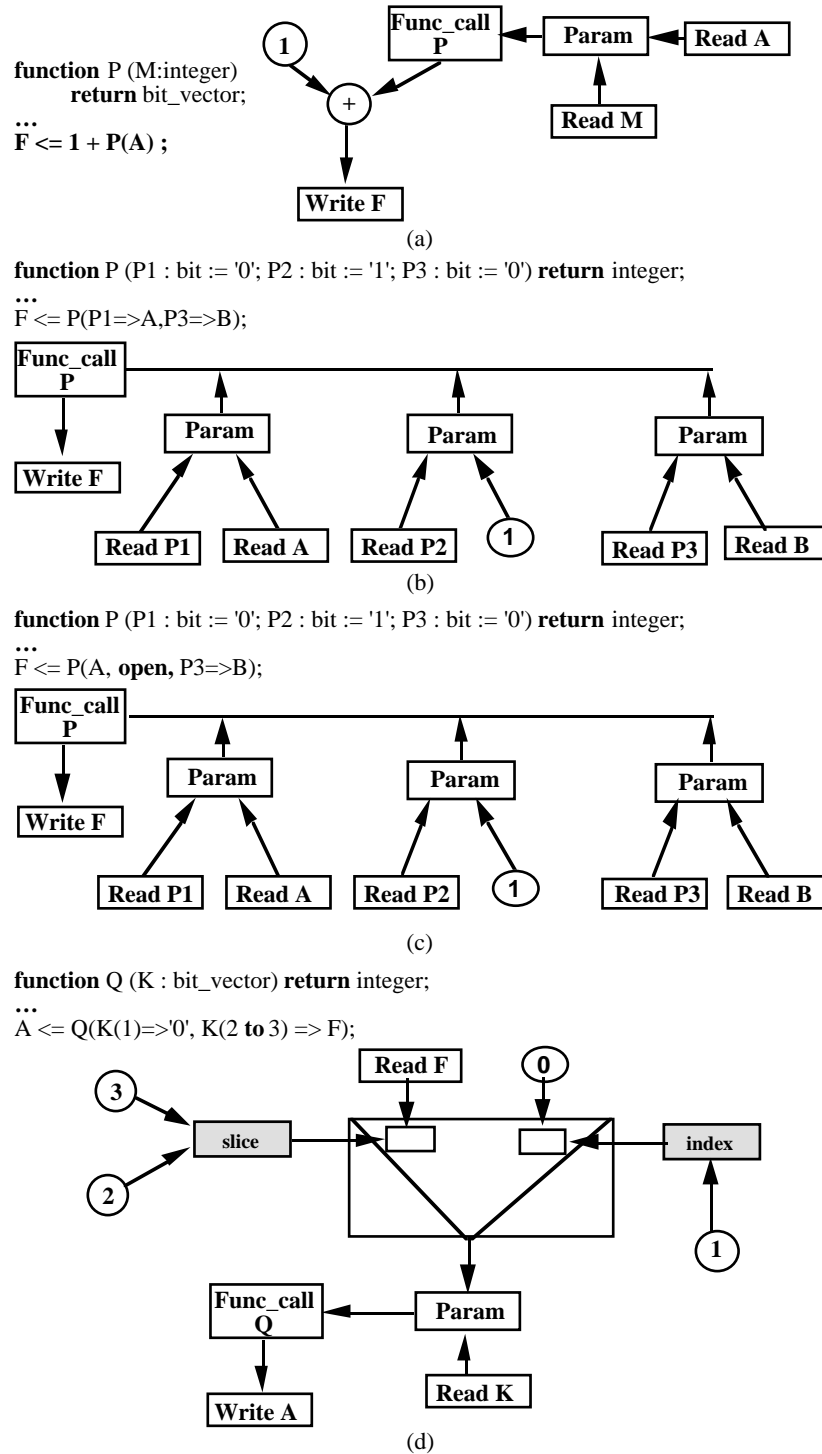 function P (M:integer)
return bit_vector;
...
F <= 1 + P(A) ;
1
Func_call
P
Param
Read A
+
Read M
Write F
(a)
function P (P1 : bit := '0'; P2 : bit := '1'; P3 : bit := '0') return integer;
...
F <= P(P1=>A,P3=>B);
Func_call
P
Param
Param
Param
Write F
Read P1
Read A
Read P2
1
Read P3
Read B
(b)
function P (P1 : bit := '0'; P2 : bit := '1'; P3 : bit := '0') return integer;
...
F <= P(A, open, P3=>B);
Func_call
P
Param
Param
Param
Write F
Read P1
Read A
Read P2
1
Read P3
Read B
(c)
function Q (K : bit_vector) return integer;
...
A <= Q(K(1)=>'0', K(2 to 3) => F);
Read F
0
3
slice
index
2
1
Func_call
Q
Param
Read K
Write A
(d)